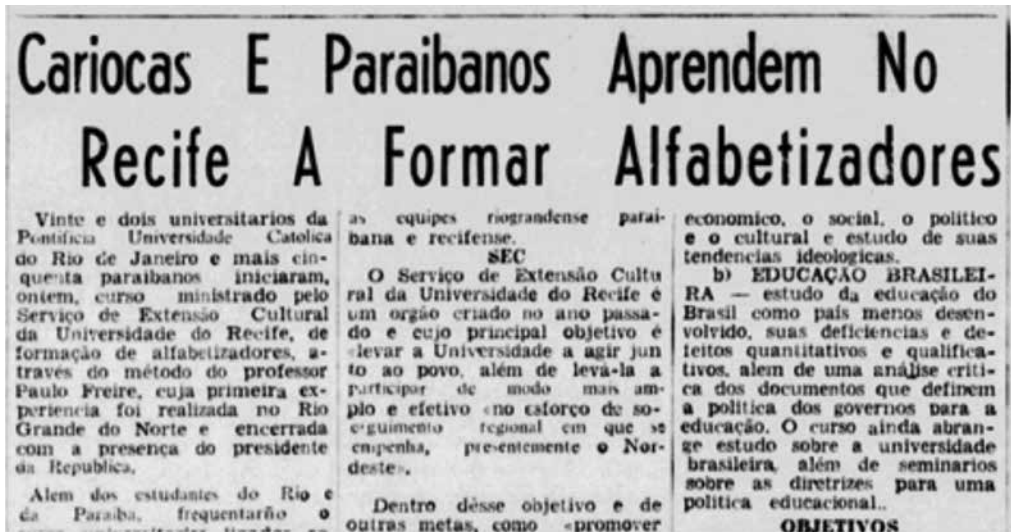 Cariocas E Paraibanos Aprendem No
Recife A Formar Alfabetizadores
Vinte e dois universitarios da
Pontificia Universidade Catolica
do Rio de Janeiro e mais cin-
quenta paraibanos iniciaram,
ontem, curso ministrado pelo
Serviço de Extensão Cultural
da Universidade do Recife, de
formação de alfabetizadores, a-
través do método do professor
Paulo Freire, cuja primeira ex-
periencia foi realizada no Rio
Grande do Norte e encerrada
com a presença do presidente
da Republica.
Alem dos estudantes do Rio e
da Paraiba, frequentarão o
as equipes riograndense parai-
bana e recifense.
SEC
O Serviço de Extensão Cultu
ral da Universidade do Recife é
um orgão criado no ano passa-
do e cujo principal objetivo é
«levar a Universidade a agir jun
to ao povo, além de levá-la a
participar de modo mais am-
plo e efetivo «no esforço de so-
erguimento regional em que se
empenha, presentemente o Nor-
deste».
Dentro dêsse objetivo e de
outras metas, como «promover
economico, o social, o politico
e o cultural e estudo de suas
tendencias ideologicas.
b) EDUCAÇÃO BRASILEI-
RA — estudo da educação do
Brasil como país menos desen-
volvido, suas deficiencias e de-
feitos quantitativos e qualifica-
tivos, alem de uma análise criti-
ca dos documentos que definem
a politica dos governos para a
educação. O curso ainda abran-
ge estudo sobre a universidade
brasileira, além de seminarios
sobre as diretrizes para uma
politica educacional..
OBJETIVOS